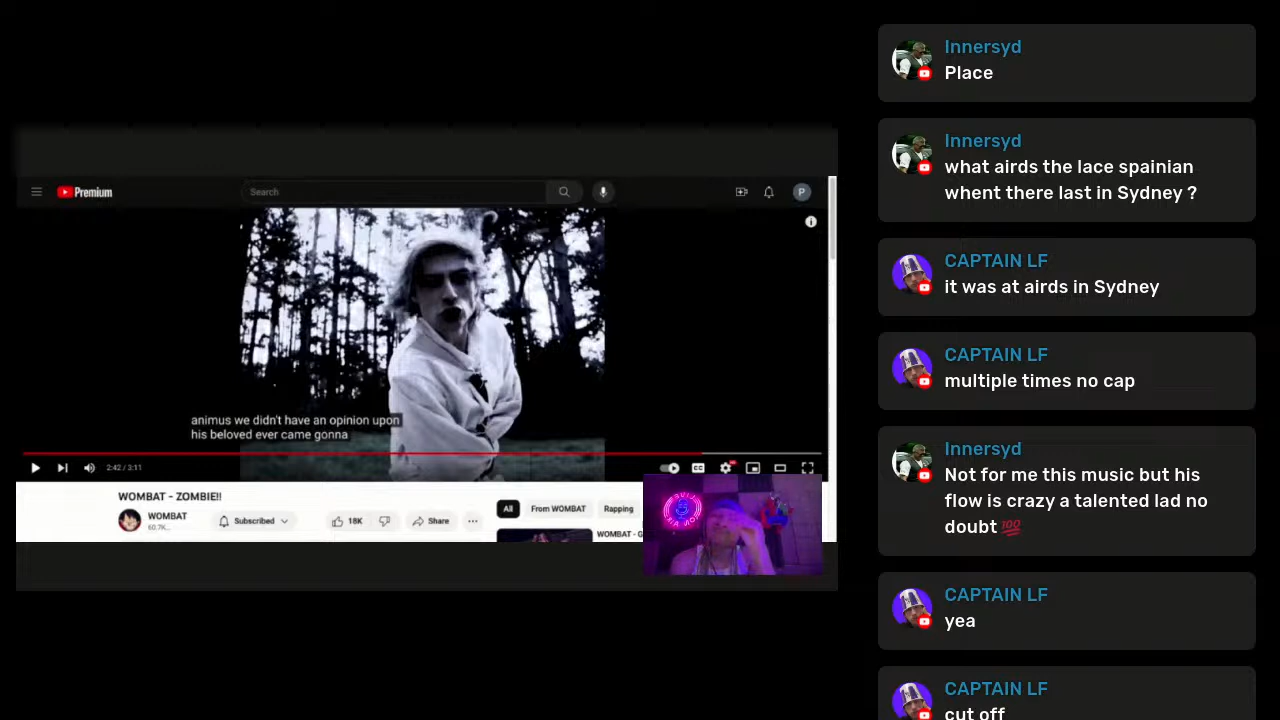 Premium
Search
P
animus we didn't have an opinion upon
his beloved ever came gonna
2:42 / 3:11
CC
WOMBAT - ZOMBIE!!
WOMBAT
60.7K...
Subscribed
18K
Share
All
From WOMBAT
Rapping
WOMBAT - G
Innersyd
Place
Innersyd
what airds the lace spainian
whent there last in Sydney ?
CAPTAIN LF
it was at airds in Sydney
CAPTAIN LF
multiple times no cap
Innersyd
Not for me this music but his
flow is crazy a talented lad no
doubt 💯
CAPTAIN LF
yea
CAPTAIN LF
cut off